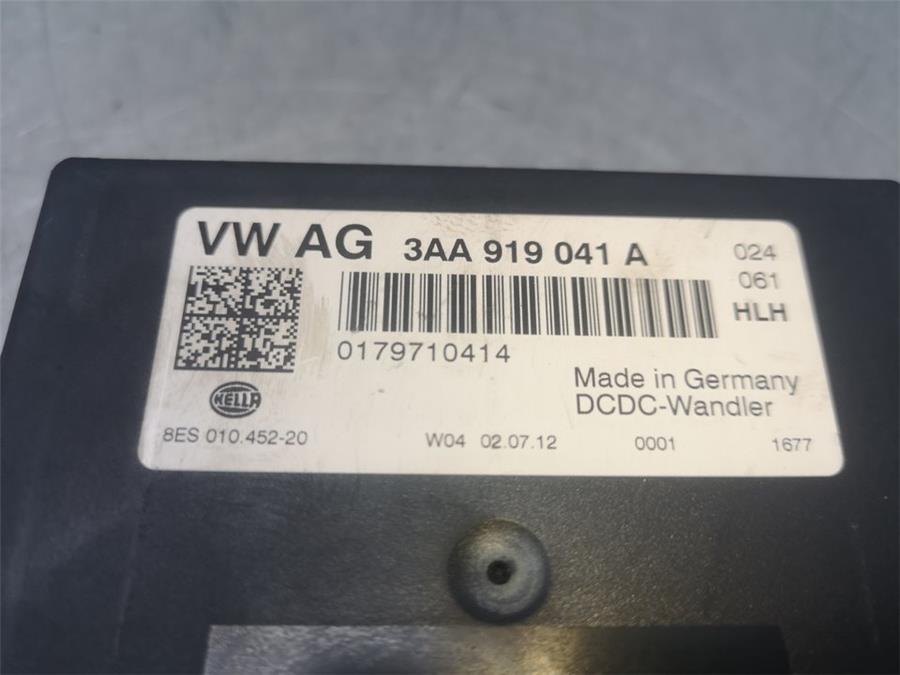 VW AG 3AA 919 041 A
024
061
HLH
0179710414
Made in Germany
DCDC-Wandler
HELLA
8ES 010.452-20
W04 02.07.12 0001 1677